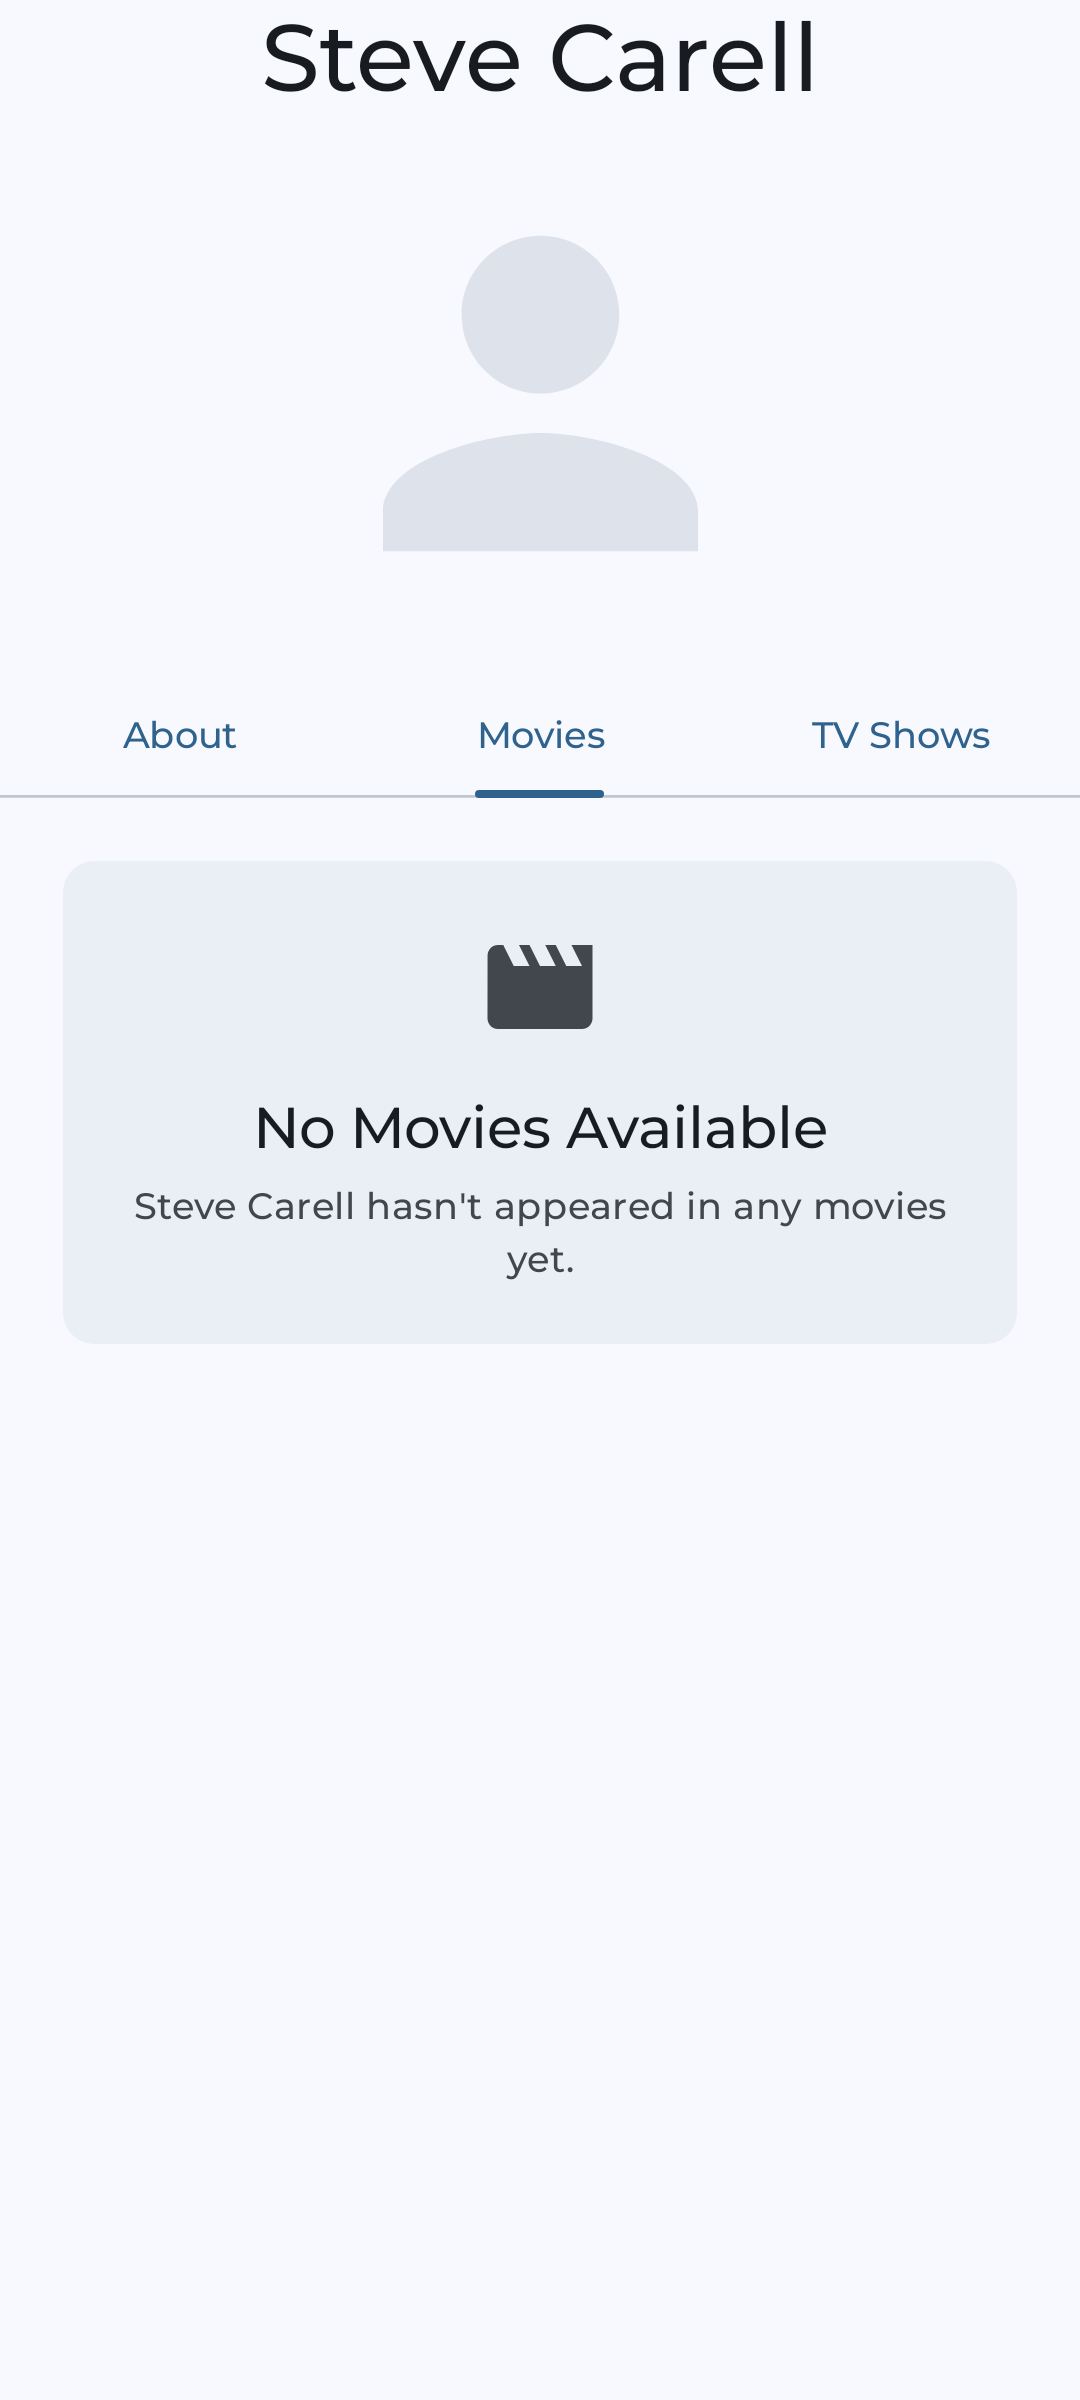 Steve Carell
About
Movies
TV Shows
No Movies Available
Steve Carell hasn't appeared in any movies
yet.